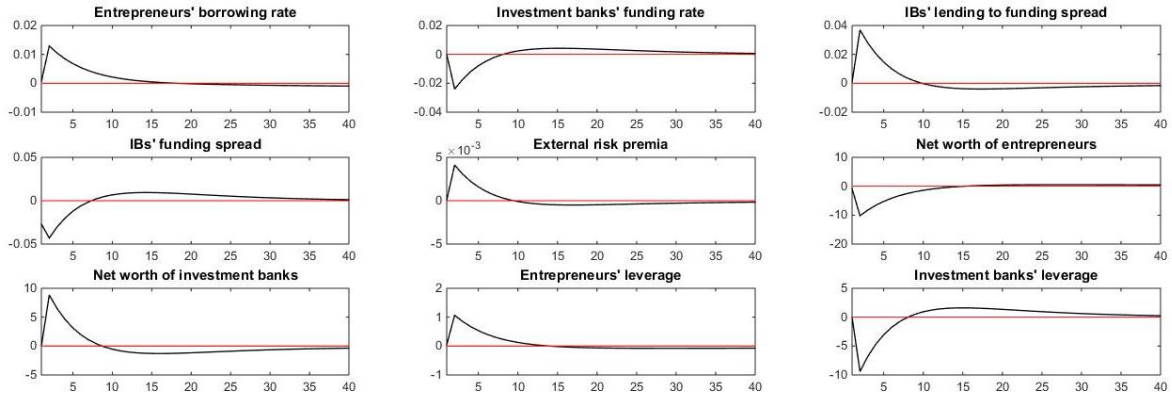 Entrepreneurs' borrowing rate
0.02
0.01
0
-0.01
5 10 15 20 25 30 35 40
Investment banks' funding rate
0.02
0
-0.02
-0.04
5 10 15 20 25 30 35 40
IBs' lending to funding spread
0.04
0.02
0
-0.02
5 10 15 20 25 30 35 40
IBs' funding spread
0.05
0
-0.05
5 10 15 20 25 30 35 40
External risk premia
×10⁻³
5
0
-5
5 10 15 20 25 30 35 40
Net worth of entrepreneurs
10
0
-10
-20
5 10 15 20 25 30 35 40
Net worth of investment banks
10
5
0
-5
5 10 15 20 25 30 35 40
Entrepreneurs' leverage
2
1
0
-1
5 10 15 20 25 30 35 40
Investment banks' leverage
5
0
-5
-10
5 10 15 20 25 30 35 40